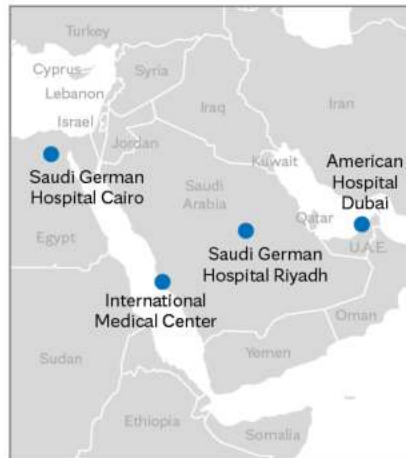 Turkey
Cyprus
Syria
Lebanon
Iraq
Iran
Israel
Jordan
Kuwait
American
Hospital
Dubai
Saudi German
Hospital Cairo
Saudi
Arabia
Qatar
Egypt
Saudi German
Hospital Riyadh
U.A.E.
International
Medical Center
Oman
Sudan
Yemen
Ethiopia
Somalia